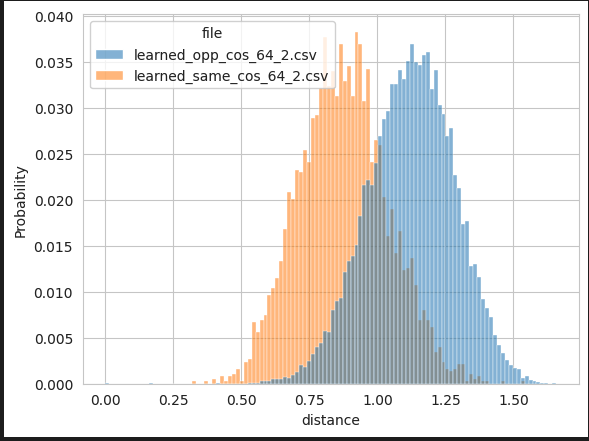 file
learned_opp_cos_64_2.csv
learned_same_cos_64_2.csv
0.040
0.035
0.030
0.025
0.020
0.015
0.010
0.005
0.000
Probability
0.00 0.25 0.50 0.75 1.00 1.25 1.50
distance